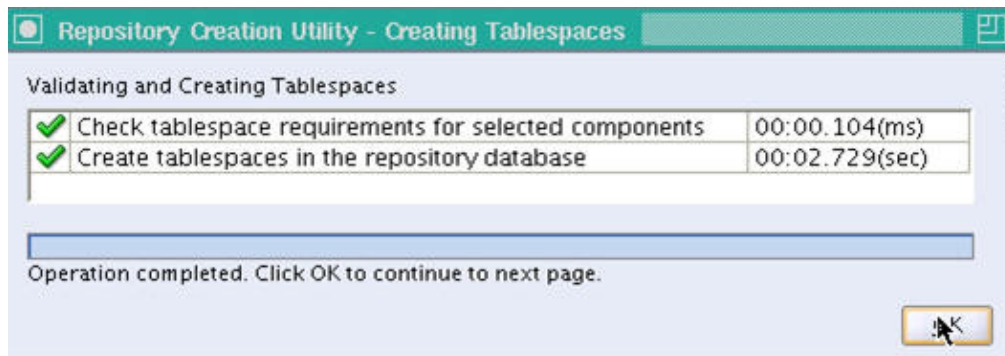 Repository Creation Utility - Creating Tablespaces
Validating and Creating Tablespaces
Check tablespace requirements for selected components 00:00.104(ms)
Create tablespaces in the repository database 00:02.729(sec)
Operation completed. Click OK to continue to next page.